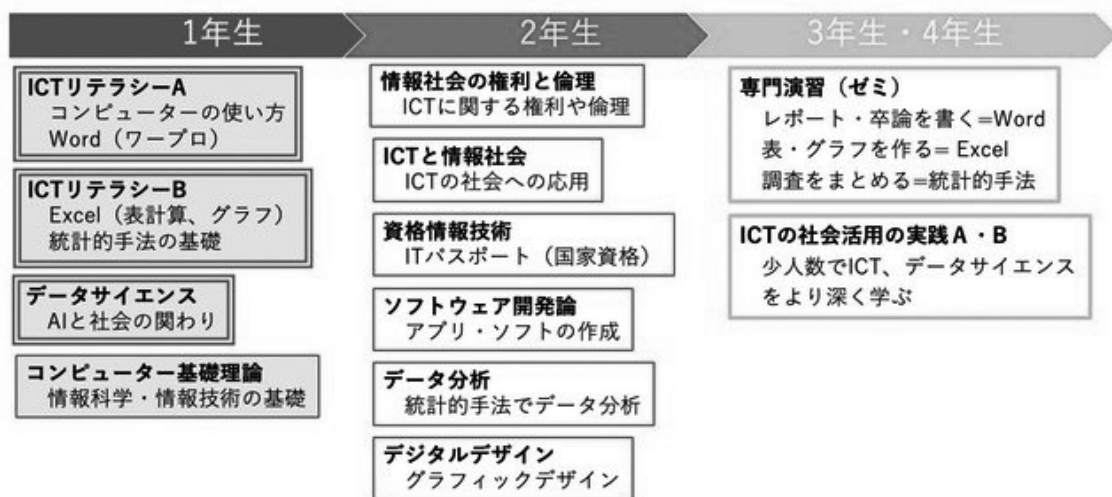 1年生
2年生
3年生・4年生
ICTリテラシーA
コンピューターの使い方
Word（ワープロ）
ICTリテラシーB
Excel（表計算、グラフ）
統計的手法の基礎
データサイエンス
AIと社会の関わり
コンピューター基礎理論
情報科学・情報技術の基礎
情報社会の権利と倫理
ICTに関する権利や倫理
ICTと情報社会
ICTの社会への応用
資格情報技術
ITパスポート（国家資格）
ソフトウェア開発論
アプリ・ソフトの作成
データ分析
統計的手法でデータ分析
デジタルデザイン
グラフィックデザイン
専門演習（ゼミ）
レポート・卒論を書く=Word
表・グラフを作る= Excel
調査をまとめる=統計的手法
ICTの社会活用の実践A・B
少人数でICT、データサイエンス
をより深く学ぶ